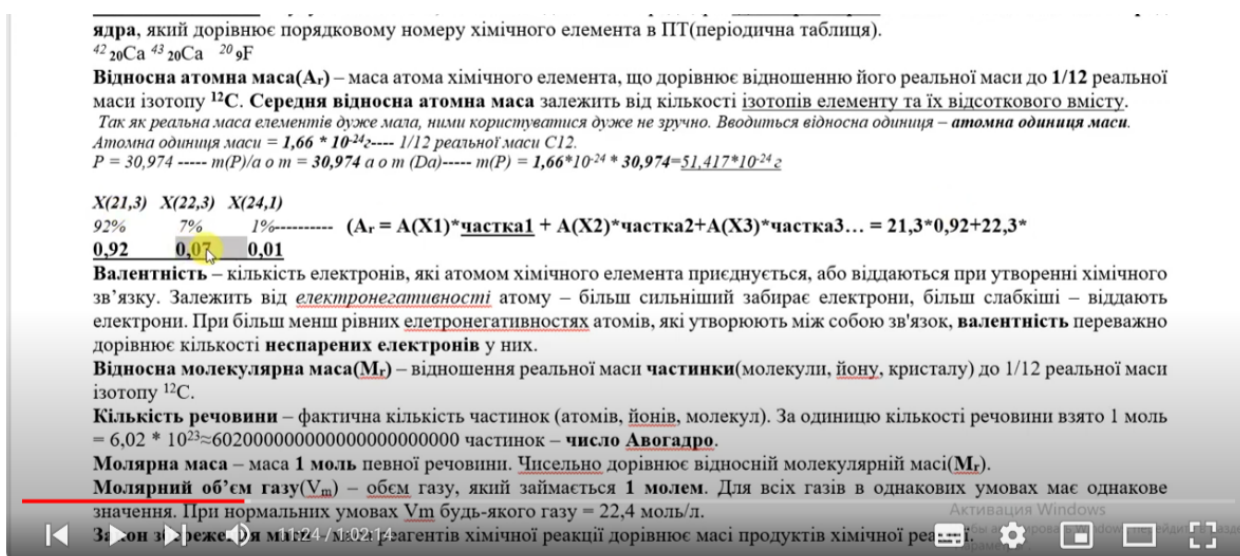 ядра, який дорівнює порядковому номеру хімічного елемента в ПТ(періодична таблиця).
⁴² ₂₀Ca ⁴³ ₂₀Ca ²⁰ ₉F
Відносна атомна маса(Aᵣ) – маса атома хімічного елемента, що дорівнює відношенню його реальної маси до 1/12 реальної
маси ізотопу ¹²C. Середня відносна атомна маса залежить від кількості ізотопів елементу та їх відсоткового вмісту.
Так як реальна маса елементів дуже мала, ними користуватися дуже не зручно. Вводиться відносна одиниця – атомна одиниця маси.
Атомна одиниця маси = 1,66 * 10⁻²⁴г---- 1/12 реальної маси С12.
P = 30,974 ----- m(P)/а о т = 30,974 а о т (Da)----- m(P) = 1,66*10⁻²⁴ * 30,974=51,417*10⁻²⁴ г
X(21,3) X(22,3) X(24,1)
92% 7% 1%---------- (Aᵣ = A(X1)*частка1 + A(X2)*частка2+A(X3)*частка3… = 21,3*0,92+22,3*
0,92 0,07 0,01
Валентність – кількість електронів, які атомом хімічного елемента приєднується, або віддаються при утворенні хімічного
зв’язку. Залежить від електронегативності атому – більш сильніший забирає електрони, більш слабкіші – віддають
електрони. При більш менш рівних елетронегативностях атомів, які утворюють між собою зв'язок, валентність переважно
дорівнює кількості неспарених електронів у них.
Відносна молекулярна маса(Mᵣ) – відношення реальної маси частинки(молекули, йону, кристалу) до 1/12 реальної маси
ізотопу ¹²C.
Кількість речовини – фактична кількість частинок (атомів, йонів, молекул). За одиницю кількості речовини взято 1 моль
= 6,02 * 10²³≈602000000000000000000000 частинок – число Авогадро.
Молярна маса – маса 1 моль певної речовини. Чисельно дорівнює відносній молекулярній масі(Mᵣ).
Молярний об’єм газу(Vₘ) – обєм газу, який займається 1 молем. Для всіх газів в однакових умовах має однакове
значення. При нормальних умовах Vm будь-якого газу = 22,4 моль/л.
Активация Windows
Закон збереження маси – маса реагентів хімічної реакції дорівнює масі продуктів хімічної
11:24 / 1:02:14